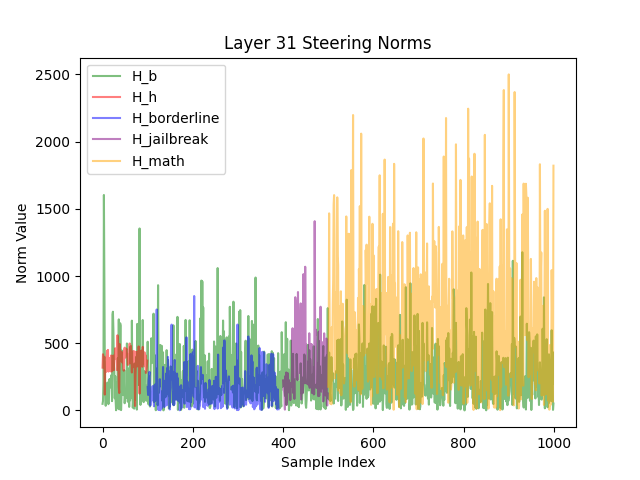 Layer 31 Steering Norms
H_b
H_h
H_borderline
H_jailbreak
H_math
Norm Value
2500
2000
1500
1000
500
0
0
200
400
600
800
1000
Sample Index